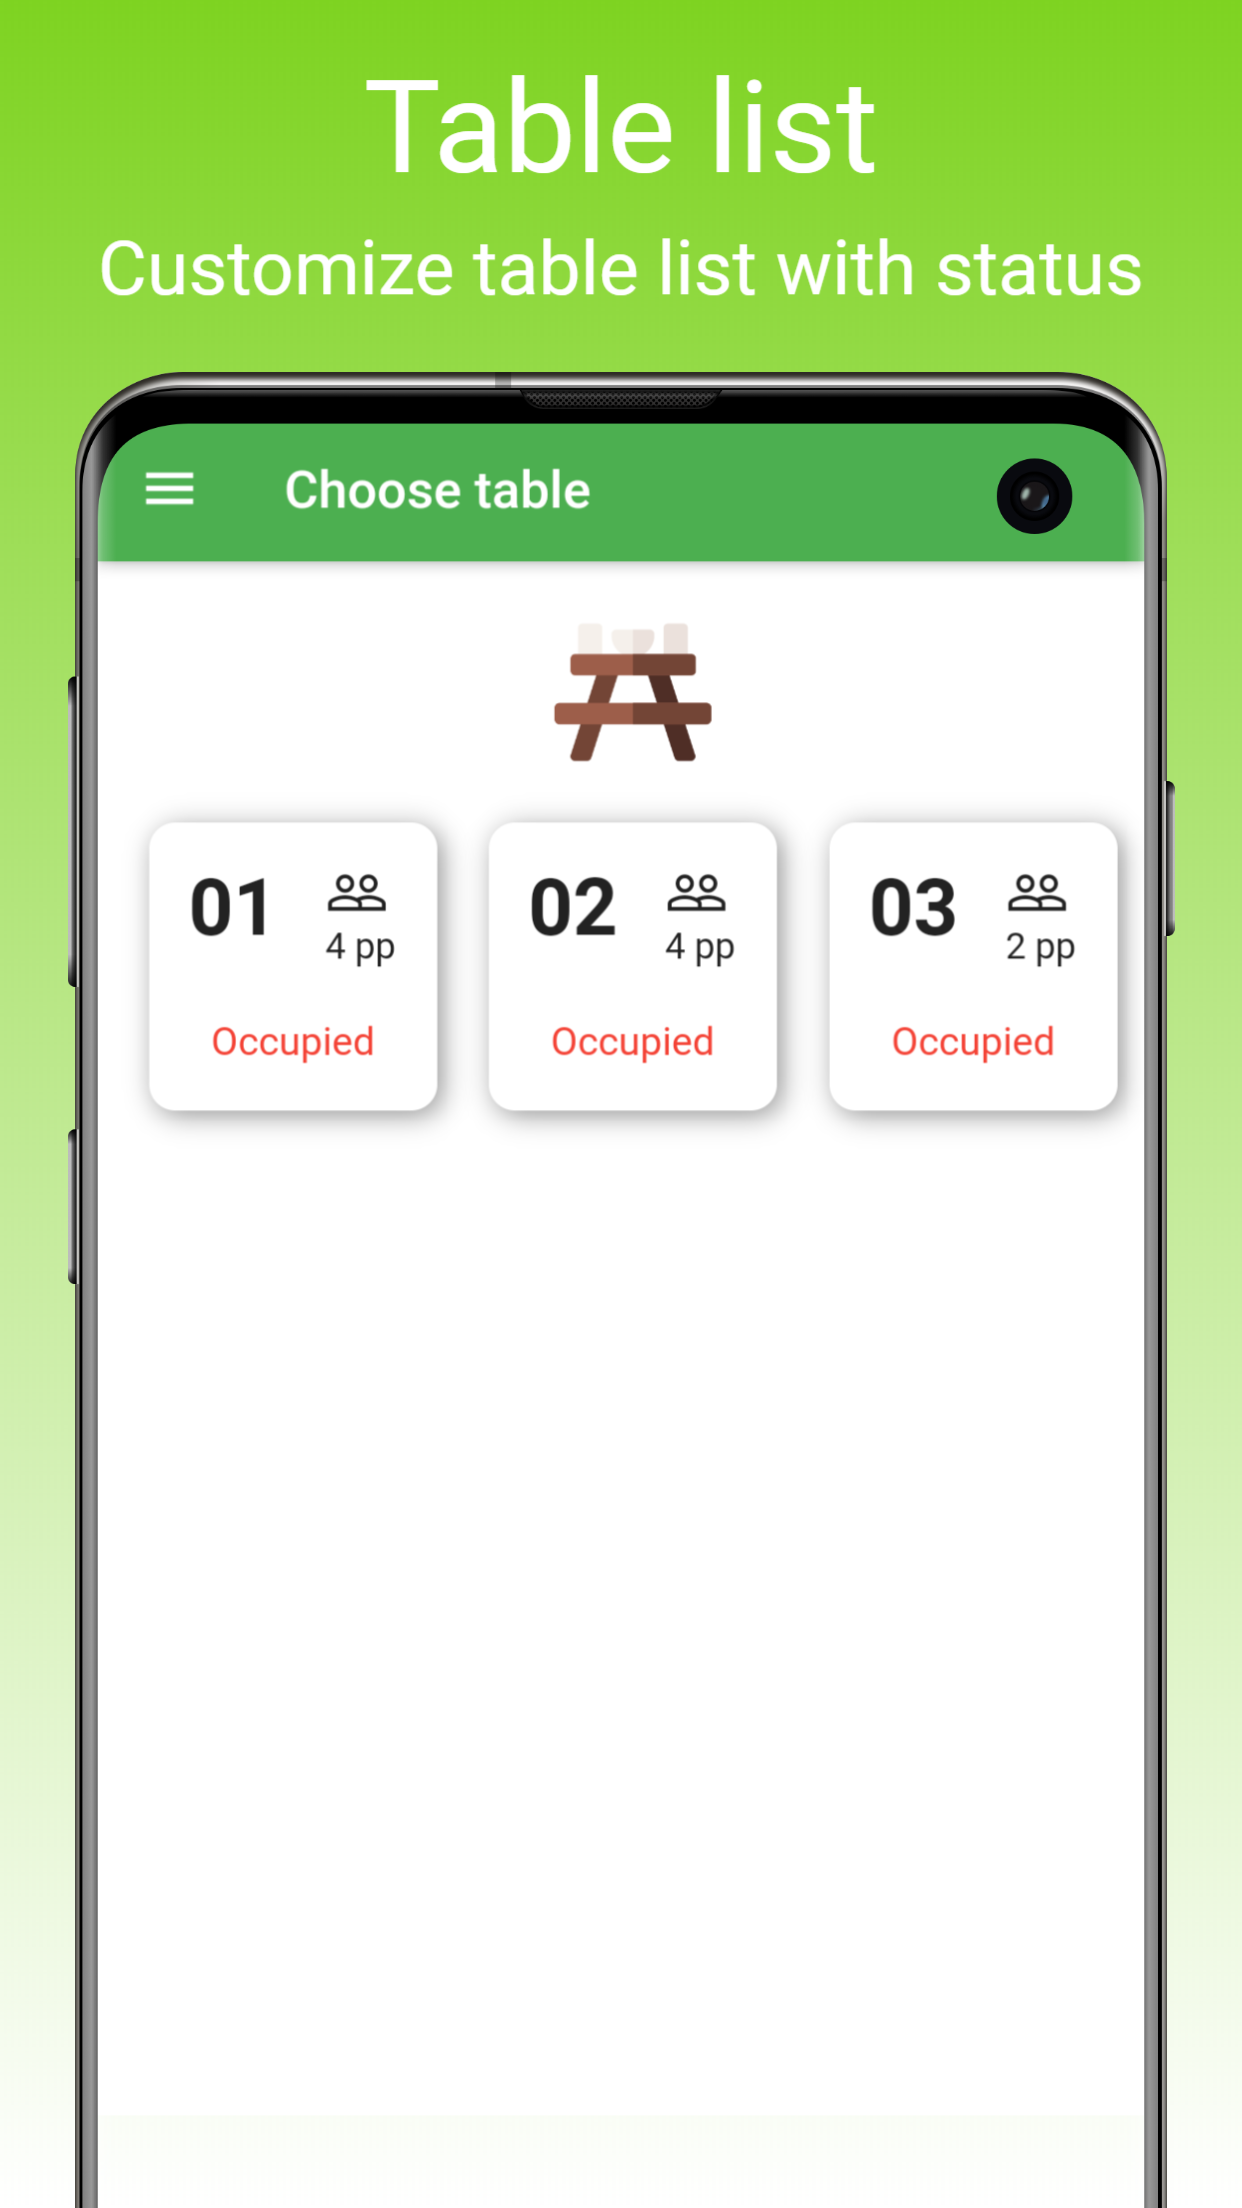 Table list
Customize table list with status
Choose table
01 4 pp Occupied
02 4 pp Occupied
03 2 pp Occupied